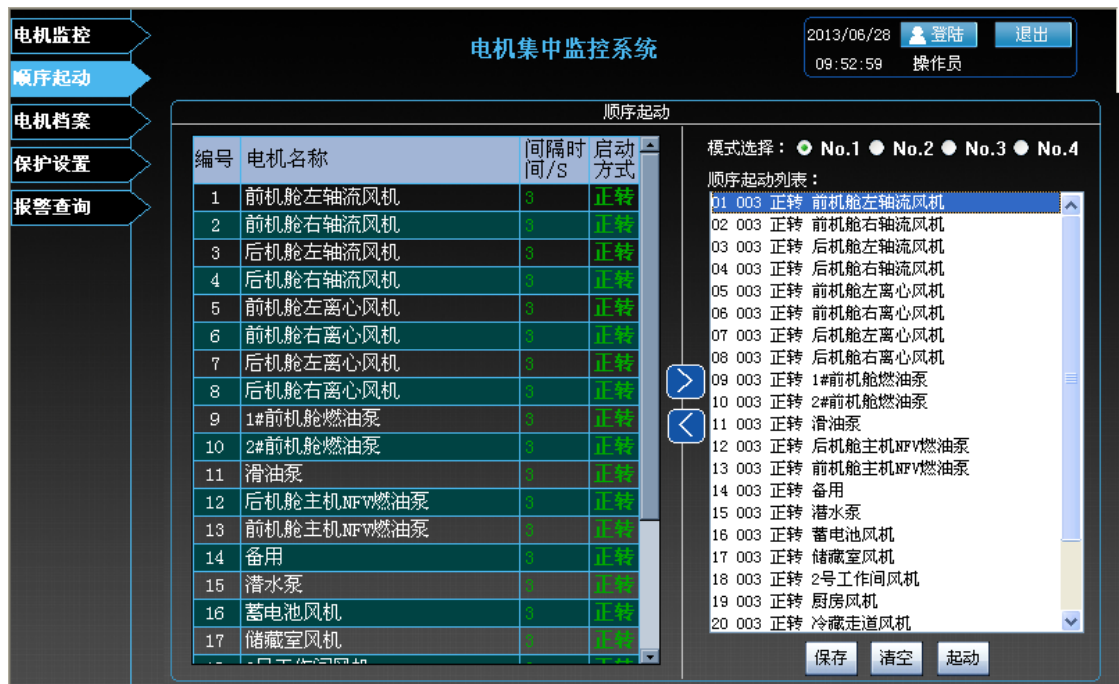 电机监控
顺序起动
电机档案
保护设置
报警查询
电机集中监控系统
2013/06/28 登陆 退出
09:52:59 操作员
顺序起动
编号 电机名称 间隔时间/S 启动方式
1 前机舱左轴流风机 3 正转
2 前机舱右轴流风机 3 正转
3 后机舱左轴流风机 3 正转
4 后机舱右轴流风机 3 正转
5 前机舱左离心风机 3 正转
6 前机舱右离心风机 3 正转
7 后机舱左离心风机 3 正转
8 后机舱右离心风机 3 正转
9 1#前机舱燃油泵 3 正转
10 2#前机舱燃油泵 3 正转
11 滑油泵 3 正转
12 后机舱主机NFV燃油泵 3 正转
13 前机舱主机NFV燃油泵 3 正转
14 备用 3 正转
15 潜水泵 3 正转
16 蓄电池风机 3 正转
17 储藏室风机 3 正转
模式选择： No.1 No.2 No.3 No.4
顺序起动列表：
01 003 正转 前机舱左轴流风机
02 003 正转 前机舱右轴流风机
03 003 正转 后机舱左轴流风机
04 003 正转 后机舱右轴流风机
05 003 正转 前机舱左离心风机
06 003 正转 前机舱右离心风机
07 003 正转 后机舱左离心风机
08 003 正转 后机舱右离心风机
09 003 正转 1#前机舱燃油泵
10 003 正转 2#前机舱燃油泵
11 003 正转 滑油泵
12 003 正转 后机舱主机NFV燃油泵
13 003 正转 前机舱主机NFV燃油泵
14 003 正转 备用
15 003 正转 潜水泵
16 003 正转 蓄电池风机
17 003 正转 储藏室风机
18 003 正转 2号工作间风机
19 003 正转 厨房风机
20 003 正转 冷藏走道风机
保存 清空 起动